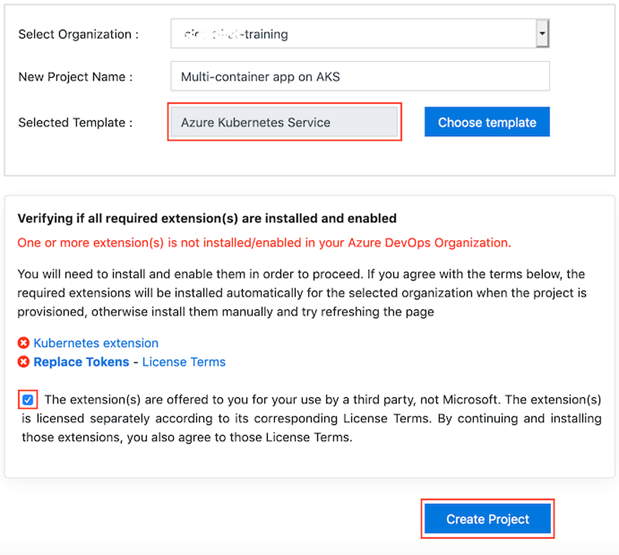 Select Organization :
-training
New Project Name :
Multi-container app on AKS
Selected Template :
Azure Kubernetes Service
Choose template
Verifying if all required extension(s) are installed and enabled
One or more extension(s) is not installed/enabled in your Azure DevOps Organization.
You will need to install and enable them in order to proceed. If you agree with the terms below, the
required extensions will be installed automatically for the selected organization when the project is
provisioned, otherwise install them manually and try refreshing the page
Kubernetes extension
Replace Tokens - License Terms
The extension(s) are offered to you for your use by a third party, not Microsoft. The extension(s)
is licensed separately according to its corresponding License Terms. By continuing and installing
those extensions, you also agree to those License Terms.
Create Project